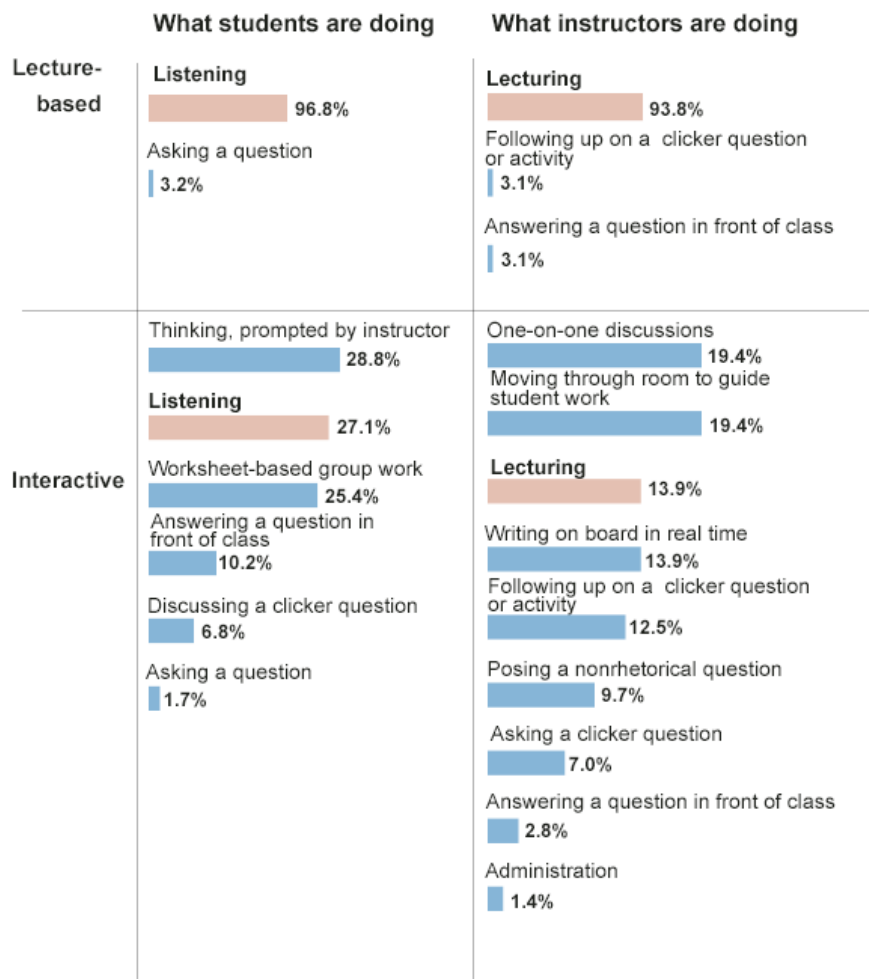 What students are doing
What instructors are doing
Lecture-
based
Listening
96.8%
Asking a question
3.2%
Lecturing
93.8%
Following up on a clicker question
or activity
3.1%
Answering a question in front of class
3.1%
Interactive
Thinking, prompted by instructor
28.8%
Listening
27.1%
Worksheet-based group work
25.4%
Answering a question in
front of class
10.2%
Discussing a clicker question
6.8%
Asking a question
1.7%
One-on-one discussions
19.4%
Moving through room to guide
student work
19.4%
Lecturing
13.9%
Writing on board in real time
13.9%
Following up on a clicker question
or activity
12.5%
Posing a nonrhetorical question
9.7%
Asking a clicker question
7.0%
Answering a question in front of class
2.8%
Administration
1.4%